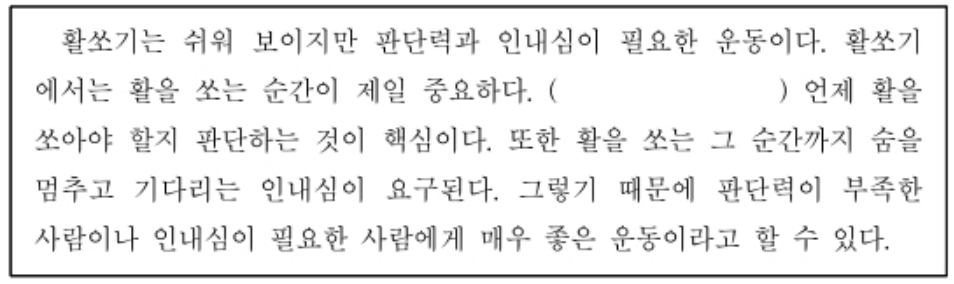 활쏘기는 쉬워 보이지만 판단력과 인내심이 필요한 운동이다. 활쏘기
에서는 활을 쏘는 순간이 제일 중요하다. (                    ) 언제 활을
쏘아야 할지 판단하는 것이 핵심이다. 또한 활을 쏘는 그 순간까지 숨을
멈추고 기다리는 인내심이 요구된다. 그렇기 때문에 판단력이 부족한
사람이나 인내심이 필요한 사람에게 매우 좋은 운동이라고 할 수 있다.